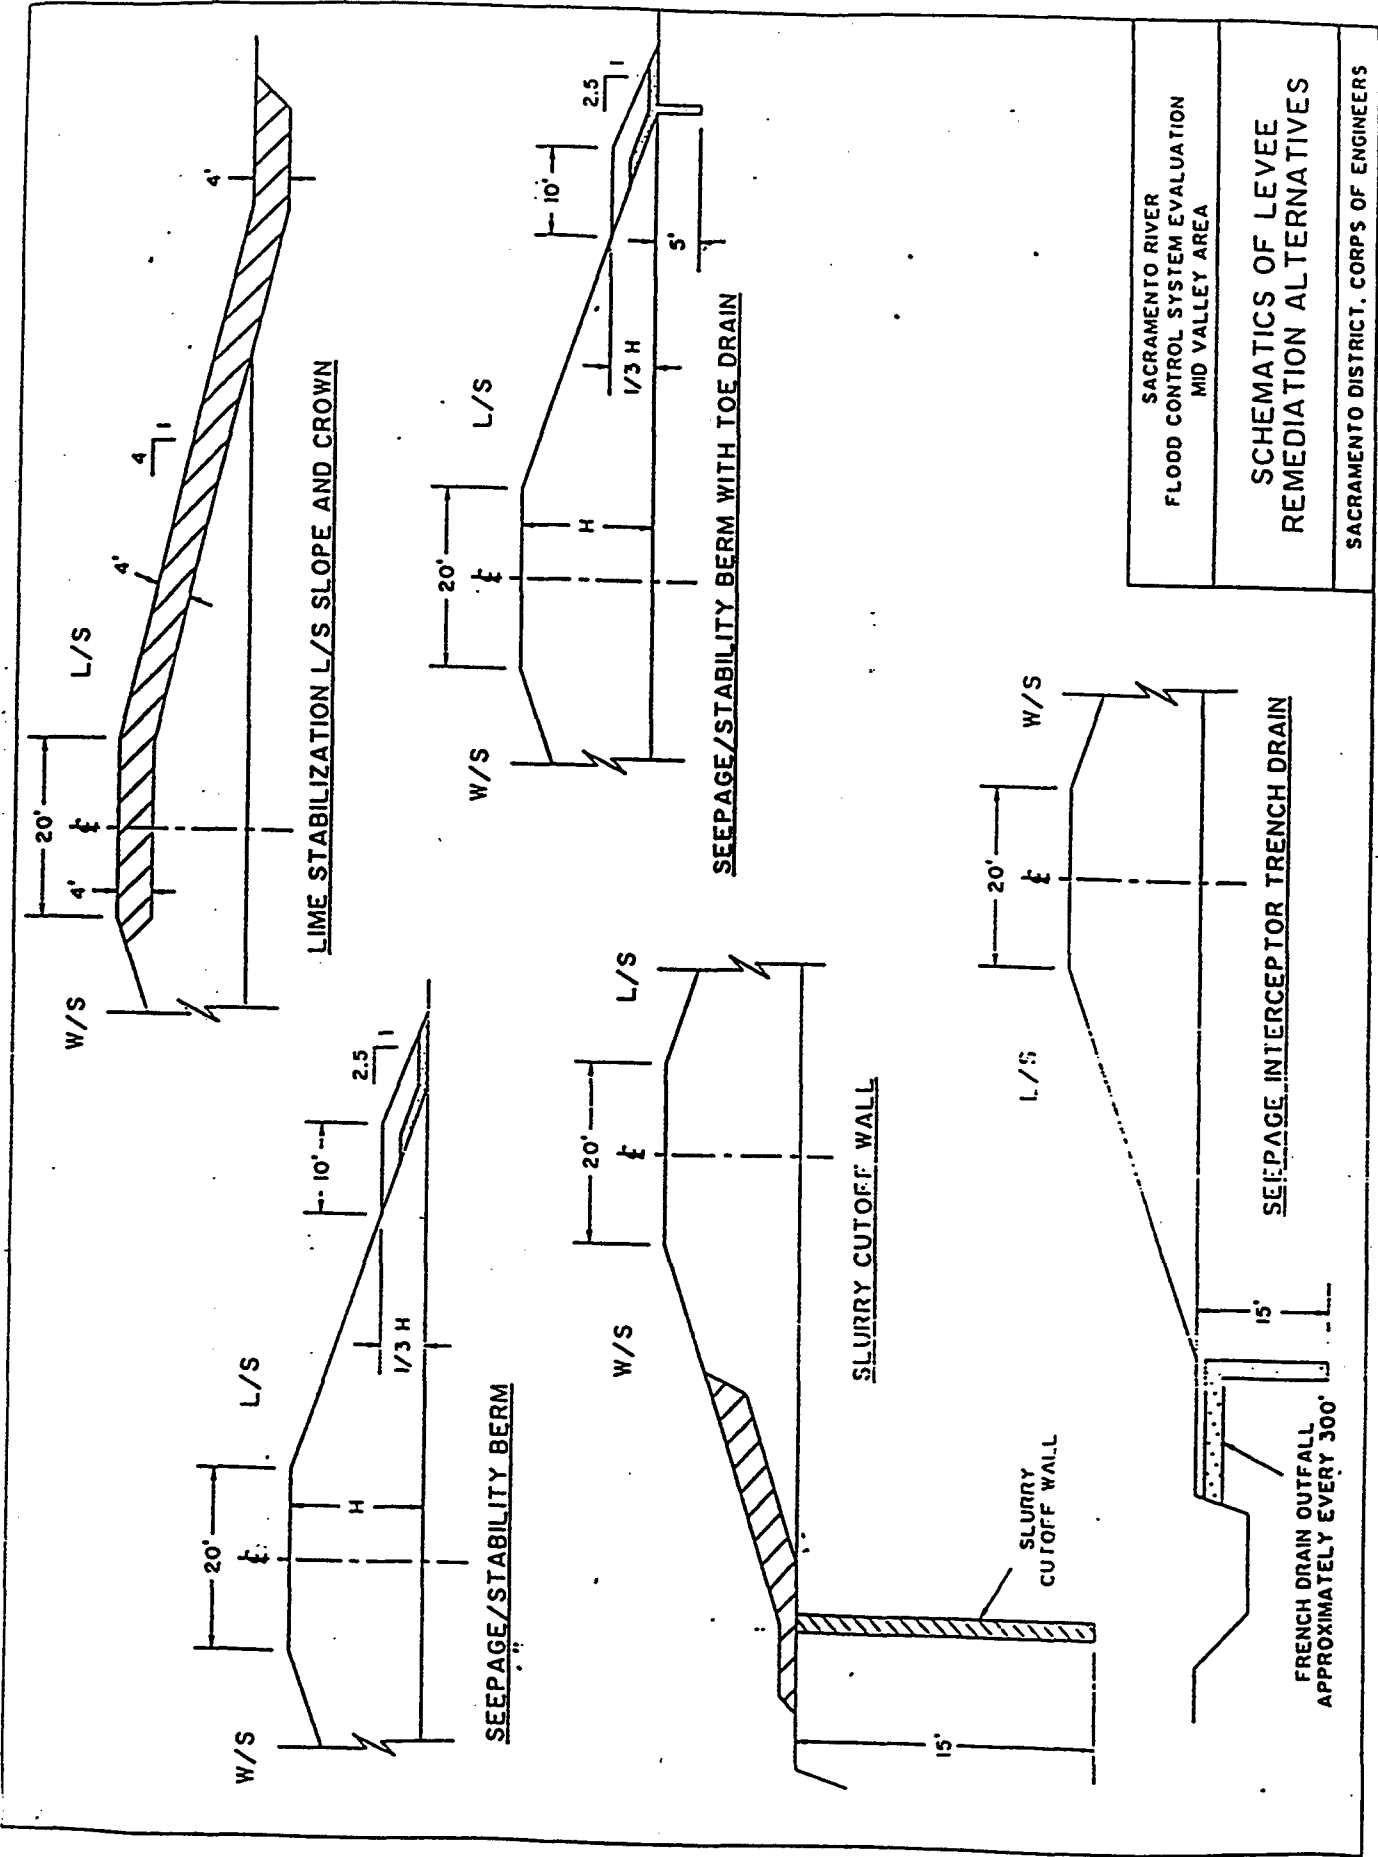 W/S
20'
℄
L/S
H
1/3 H
10'
2.5
1
SEEPAGE/STABILITY BERM
W/S
4'
20'
℄
L/S
4'
4
1
4'
LIME STABILIZATION L/S SLOPE AND CROWN
W/S
20'
℄
L/S
15'
SLURRY
CUTOFF WALL
SLURRY CUTOFF WALL
W/S
20'
℄
L/S
H
1/3 H
10'
5'
2.5
1
SEEPAGE/STABILITY BERM WITH TOE DRAIN
L/S
20'
℄
W/S
15'
FRENCH DRAIN OUTFALL
APPROXIMATELY EVERY 300'
SEEPAGE INTERCEPTOR TRENCH DRAIN
SACRAMENTO RIVER
FLOOD CONTROL SYSTEM EVALUATION
MID VALLEY AREA
SCHEMATICS OF LEVEE
REMEDIATION ALTERNATIVES
SACRAMENTO DISTRICT, CORPS OF ENGINEERS